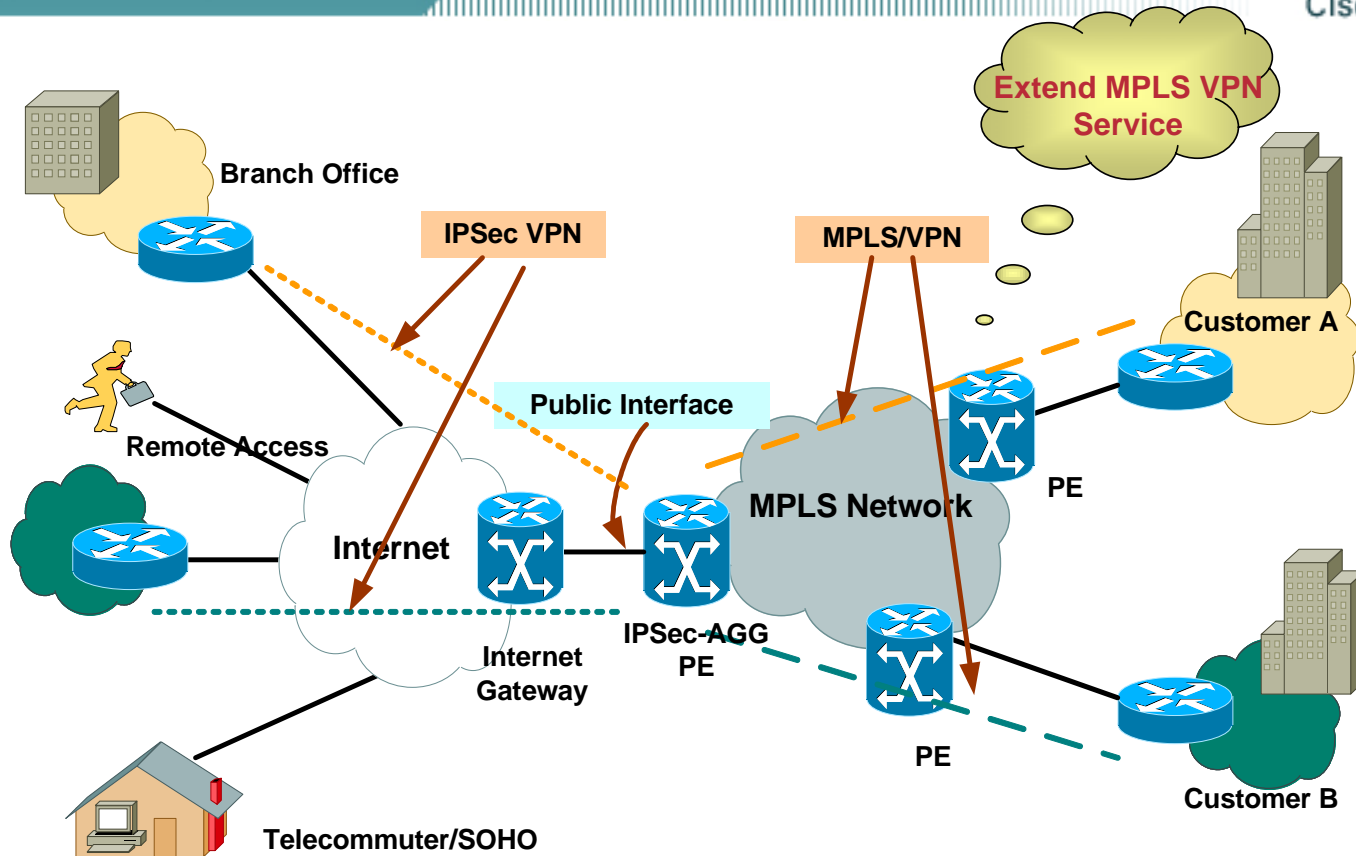 Extend MPLS VPN
Service
Branch Office
IPSec VPN
MPLS/VPN
Customer A
Public Interface
Remote Access
PE
MPLS Network
Internet
IPSec-AGG
PE
Internet
Gateway
PE
Customer B
Telecommuter/SOHO